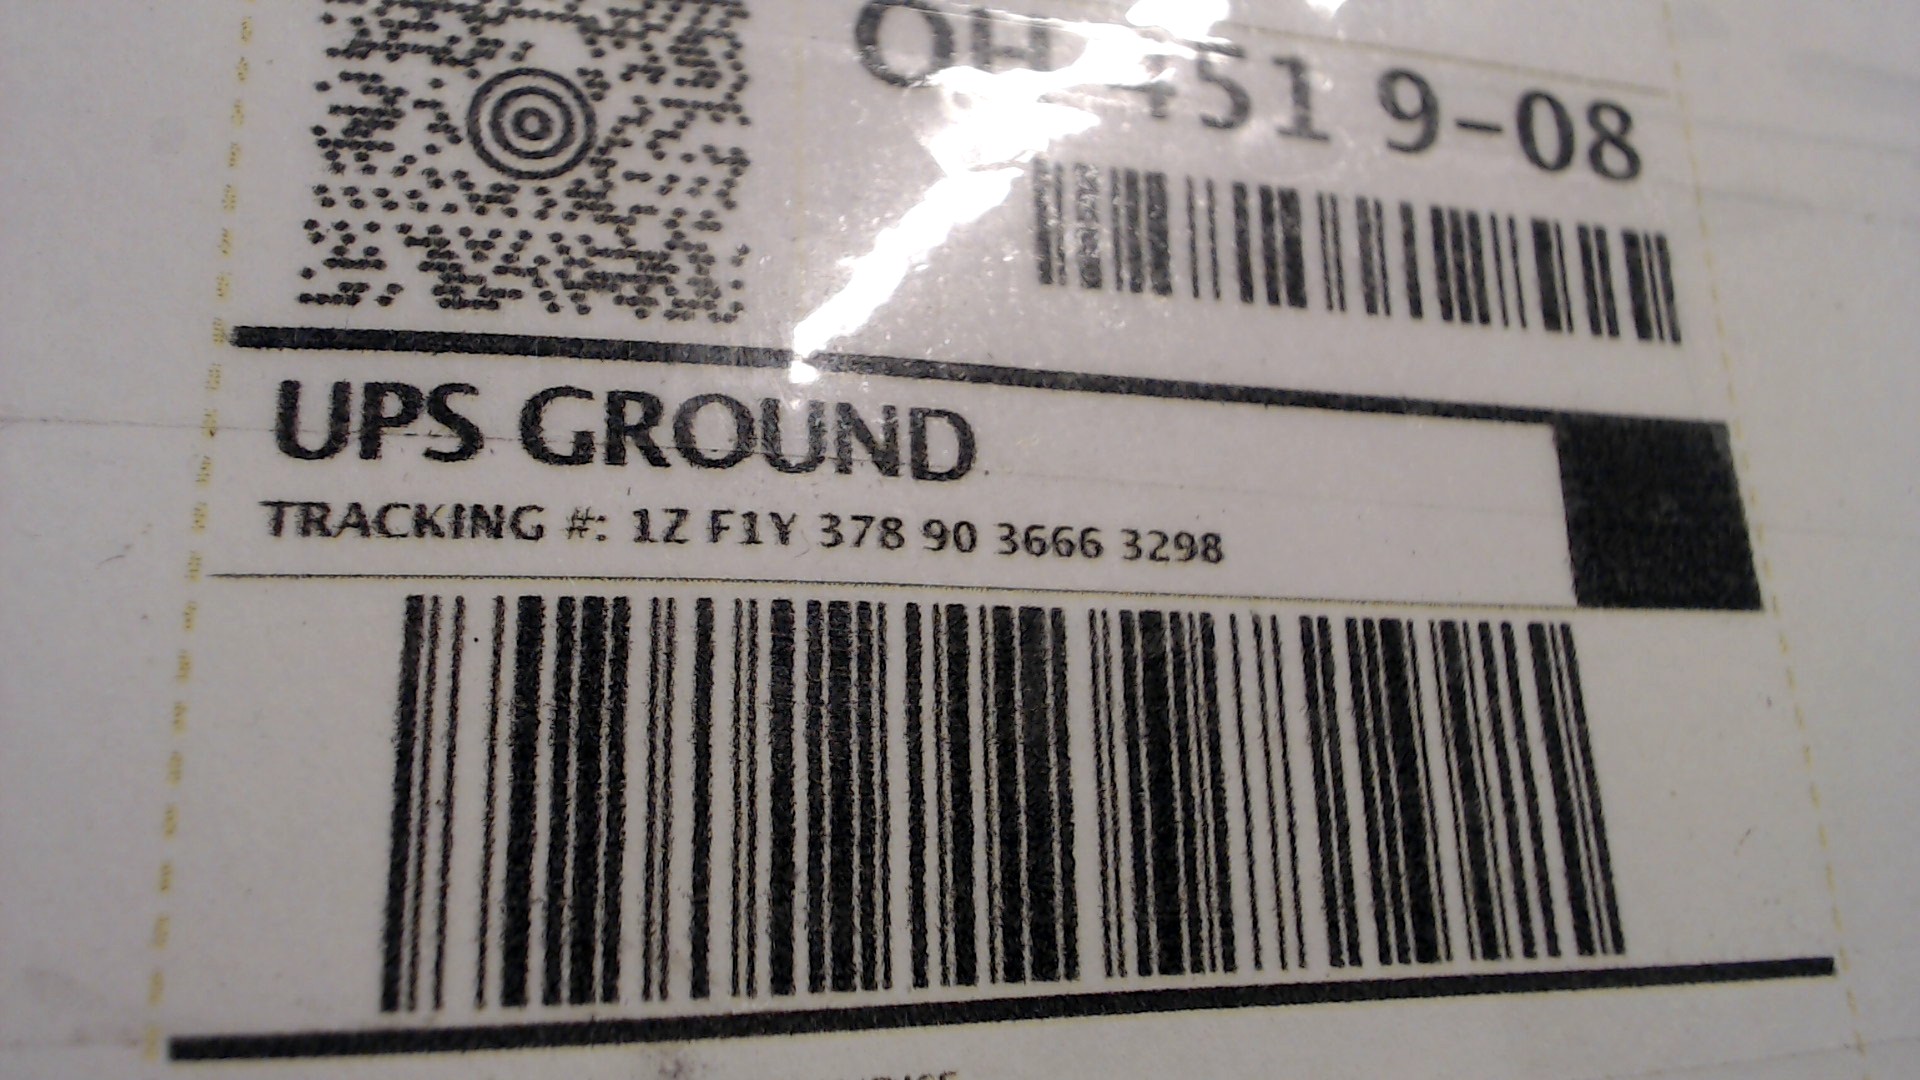 OH 451 9-08
UPS GROUND
TRACKING #: 1Z F1Y 378 90 3666 3298